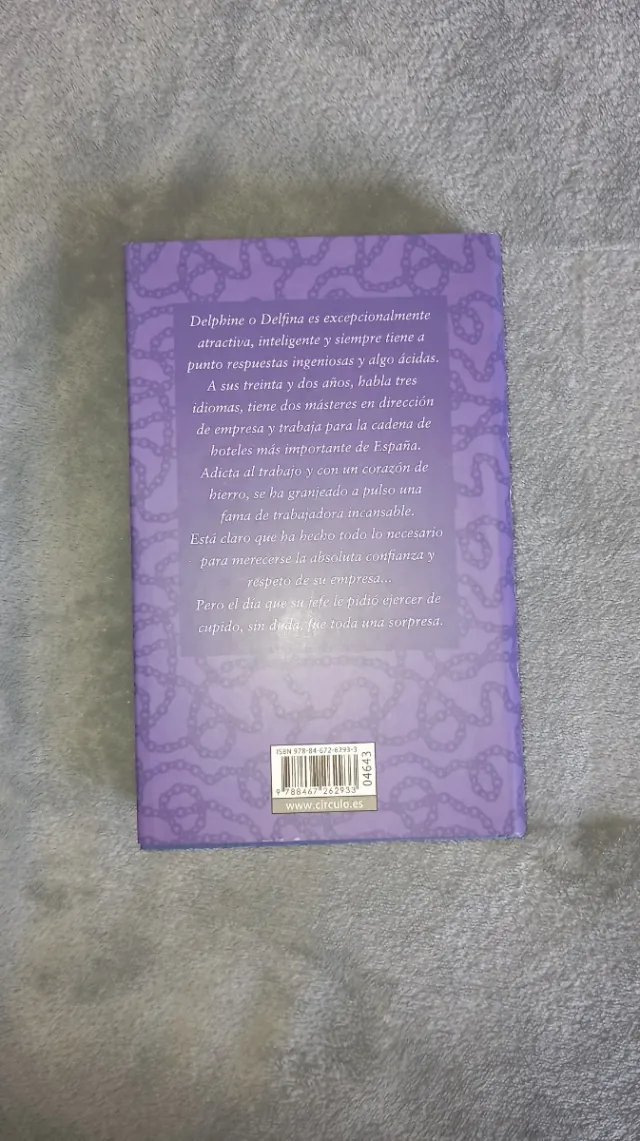 Delphine o Delfina es excepcionalmente
atractiva, inteligente y siempre tiene a
punto respuestas ingeniosas y algo ácidas.
A sus treinta y dos años, habla tres
idiomas, tiene dos másteres en dirección
de empresa y trabaja para la cadena de
hoteles más importante de España.
Adicta al trabajo y con un corazón de
hierro, se ha granjeado a pulso una
fama de trabajadora incansable.
Está claro que ha hecho todo lo necesario
para merecerse la absoluta confianza y
respeto de su empresa...
Pero el día que su jefe le pidió ejercer de
cupido, sin duda, fue toda una sorpresa.
ISBN 978-84-672-6293-3
04643
9 788467 262933
www.circulo.es